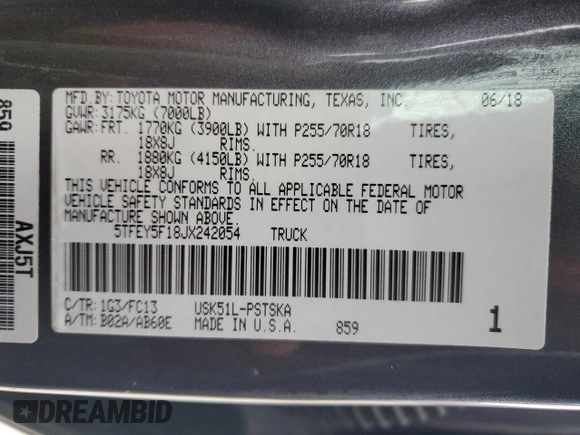 MFD.BY: TOYOTA MOTOR MANUFACTURING, TEXAS, INC. 06/18
GVWR: 3175KG (7000LB)
GAWR: FRT. 1770KG (3900LB) WITH P255/70R18 TIRES,
18X8J RIMS.
RR. 1880KG (4150LB) WITH P255/70R18 TIRES,
18X8J RIMS.
THIS VEHICLE CONFORMS TO ALL APPLICABLE FEDERAL MOTOR
VEHICLE SAFETY STANDARDS IN EFFECT ON THE DATE OF
MANUFACTURE SHOWN ABOVE.
5TFEY5F18JX242054 TRUCK
C/TR: 1G3/FC13 USK51L-PSTSKA
A/TM: B02A/AB60E MADE IN U.S.A. 859 1
859
AXJ5T
DREAMBID